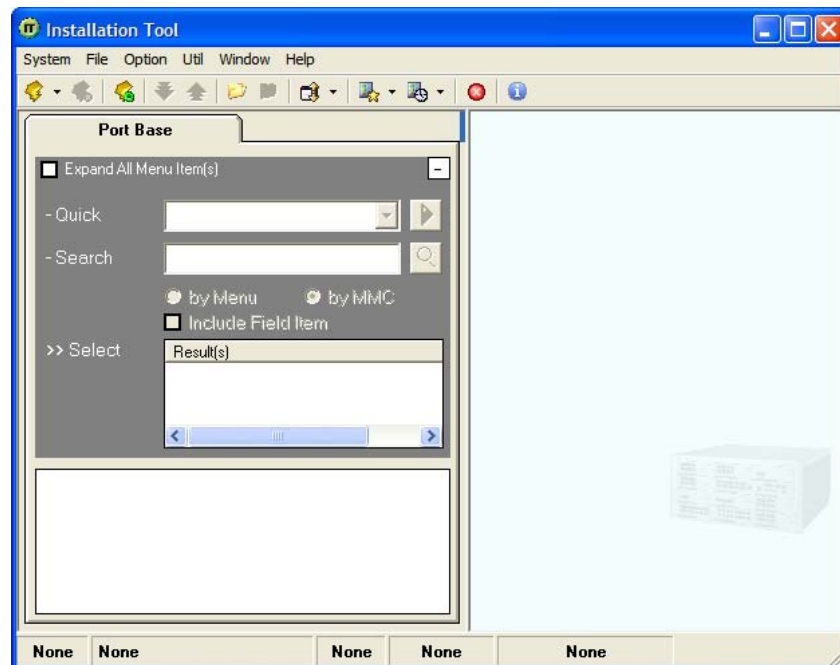 IT Installation Tool
System File Option Util Window Help
Port Base
Expand All Menu Item(s)
-
- Quick
- Search
by Menu by MMC
Include Field Item
>> Select
Result(s)
None None None None None